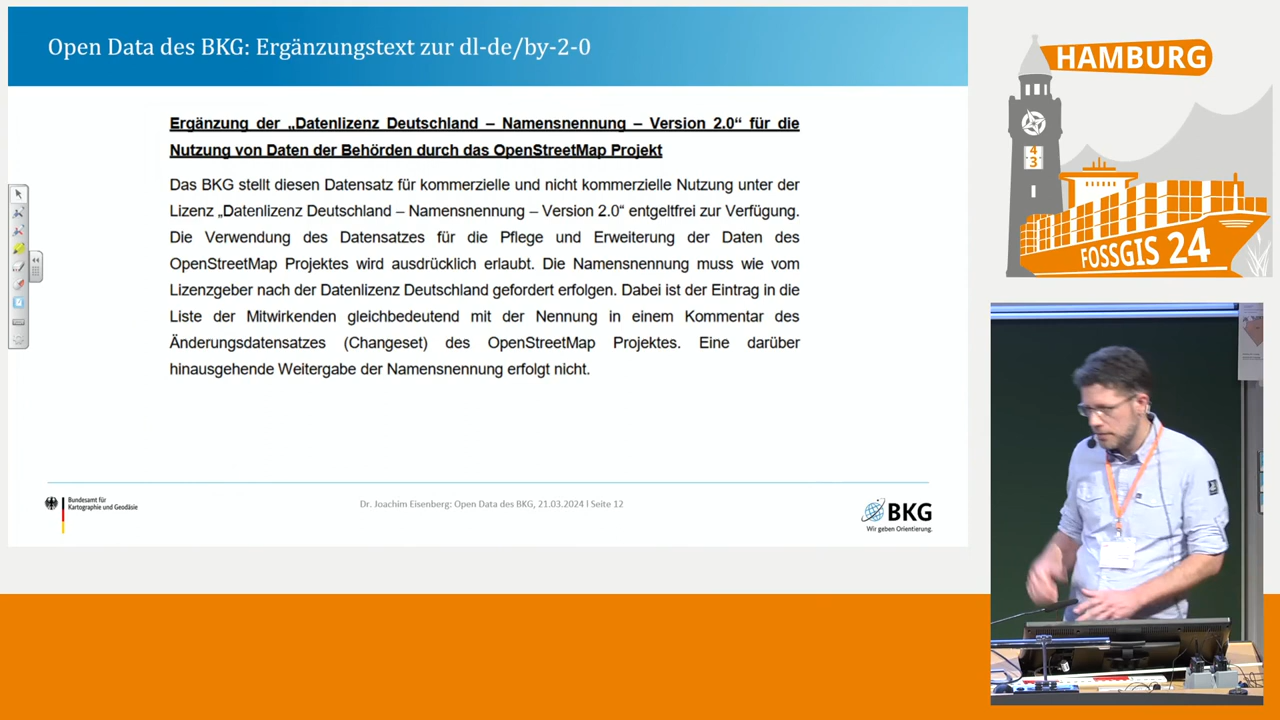 Open Data des BKG: Ergänzungstext zur dl-de/by-2-0
Ergänzung der „Datenlizenz Deutschland – Namensnennung – Version 2.0“ für die
Nutzung von Daten der Behörden durch das OpenStreetMap Projekt
Das BKG stellt diesen Datensatz für kommerzielle und nicht kommerzielle Nutzung unter der
Lizenz „Datenlizenz Deutschland – Namensnennung – Version 2.0“ entgeltfrei zur Verfügung.
Die Verwendung des Datensatzes für die Pflege und Erweiterung der Daten des
OpenStreetMap Projektes wird ausdrücklich erlaubt. Die Namensnennung muss wie vom
Lizenzgeber nach der Datenlizenz Deutschland gefordert erfolgen. Dabei ist der Eintrag in die
Liste der Mitwirkenden gleichbedeutend mit der Nennung in einem Kommentar des
Änderungsdatensatzes (Changeset) des OpenStreetMap Projektes. Eine darüber
hinausgehende Weitergabe der Namensnennung erfolgt nicht.
Bundesamt für
Kartographie und Geodäsie
Dr. Joachim Eisenberg: Open Data des BKG, 21.03.2024 I Seite 12
BKG
Wir geben Orientierung.
HAMBURG
4
3
FOSSGIS 24